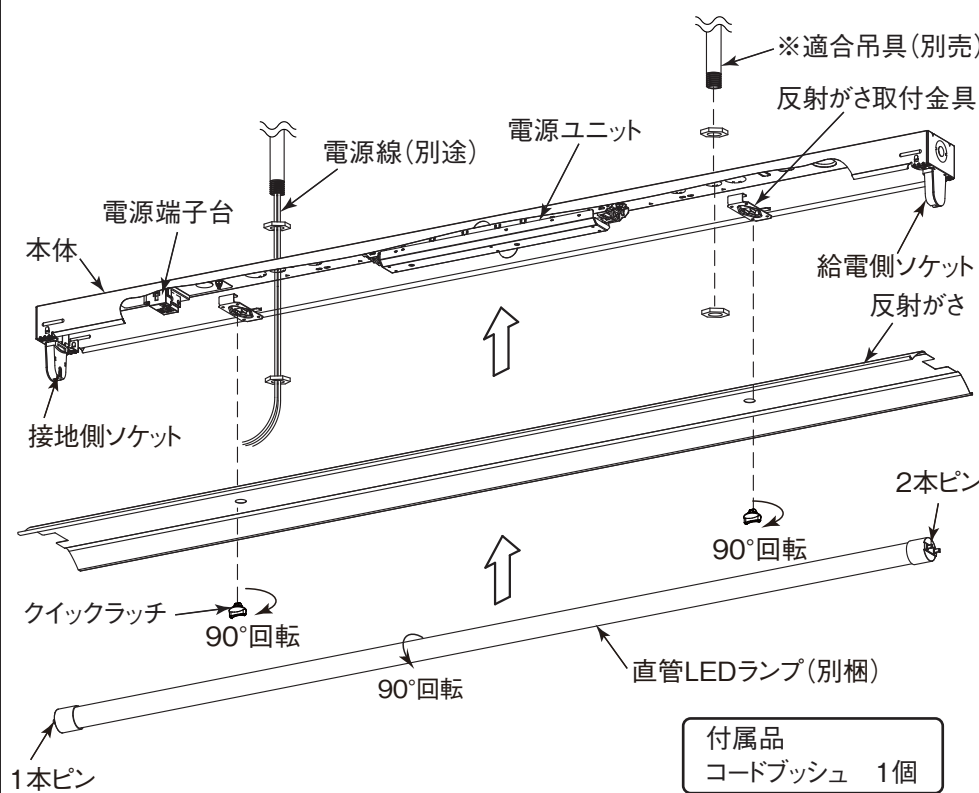 ※適合吊具(別売)
反射がさ取付金具
電源ユニット
電源線(別途)
電源端子台
本体
給電側ソケット
反射がさ
接地側ソケット
2本ピン
90°回転
クイックラッチ
90°回転
90°回転
直管LEDランプ(別梱)
1本ピン
付属品
コードブッシュ 1個